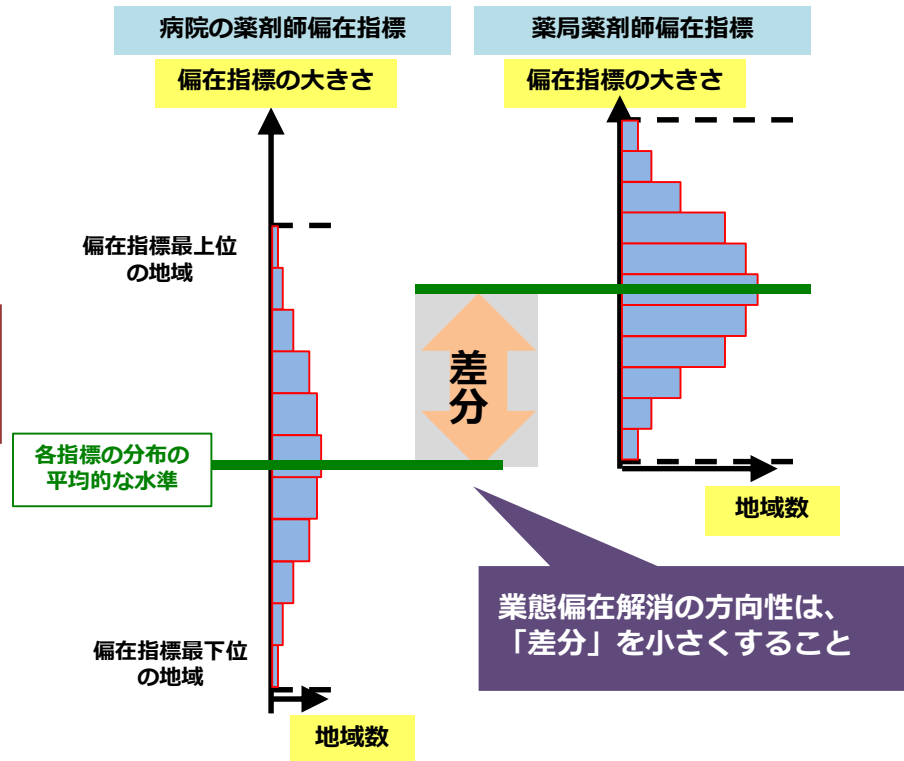 病院の薬剤師偏在指標
薬局薬剤師偏在指標
偏在指標の大きさ
偏在指標の大きさ
偏在指標最上位
の地域
差
分
各指標の分布の
平均的な水準
地域数
業態偏在解消の方向性は、
「差分」を小さくすること
偏在指標最下位
の地域
地域数